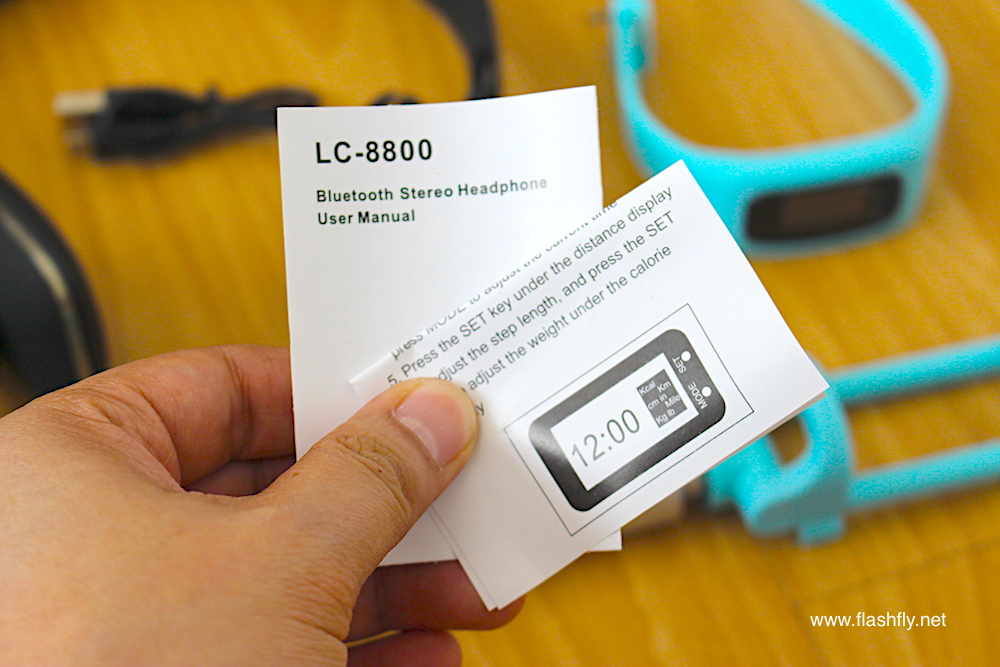 LC-8800
Bluetooth Stereo Headphone
User Manual
press MODE to adjust the current time
5. Press the SET key under the distance display
adjust the step length, and press the SET
adjust the weight under the calorie
12:00
Kcal
Km
cm in
Mile
Kg lb
SET
MODE
www.flashfly.net